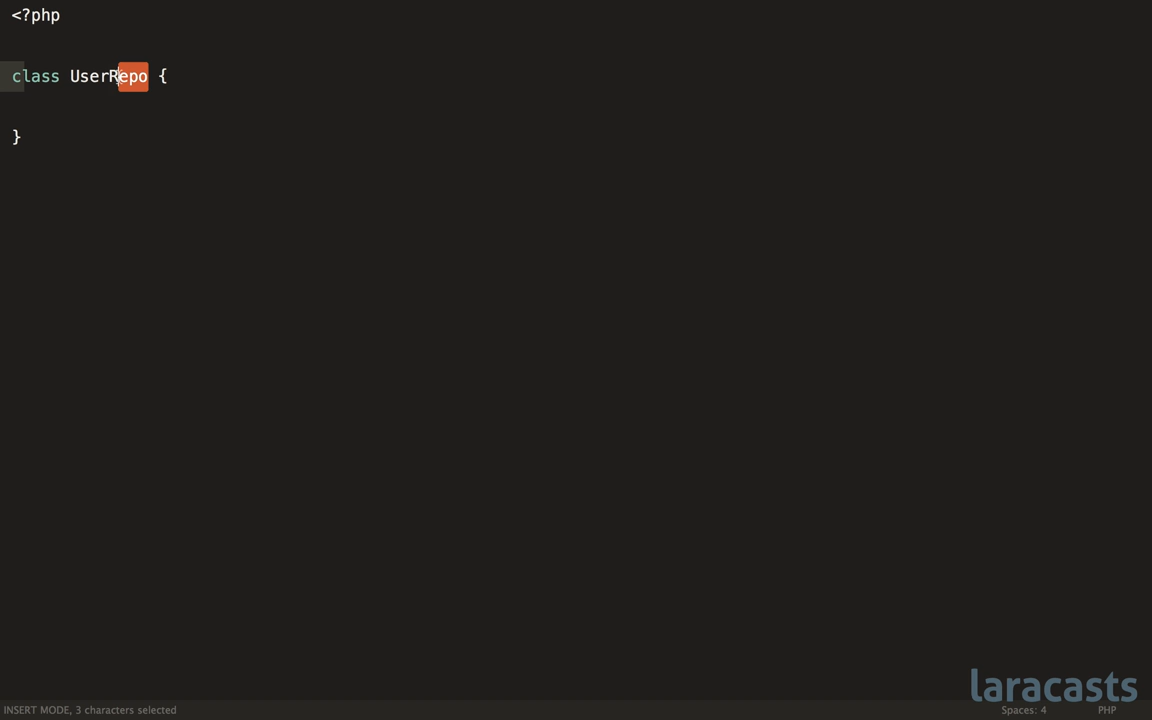 <?php
class UserRepo {
}
laracasts
INSERT MODE, 3 characters selected
Spaces: 4
PHP